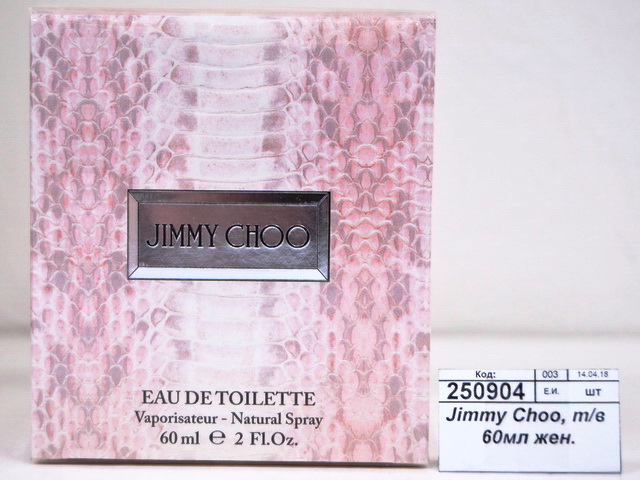 JIMMY CHOO
EAU DE TOILETTE
Vaporisateur - Natural Spray
60 ml ℮ 2 Fl.Oz.
Код: 003 14.04.18
250904 Е.И. шт
Jimmy Choo, т/в
60мл жен.